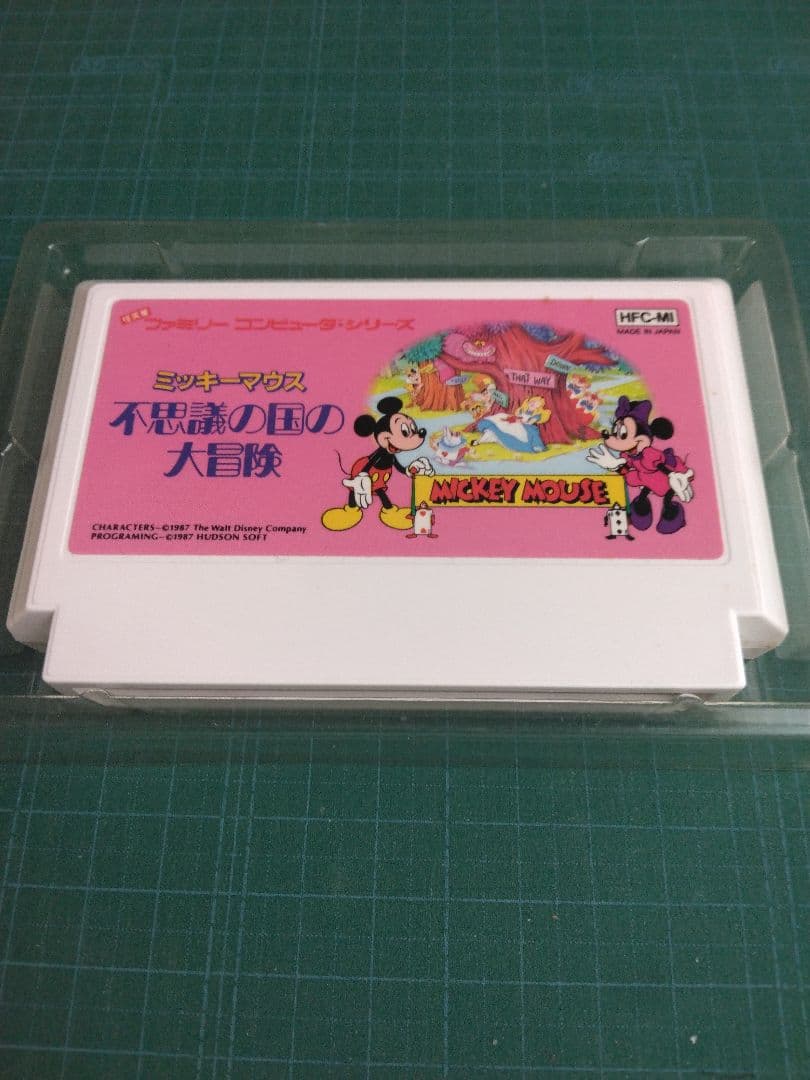 ファミリー コンピュータ・シリーズ
HFC-MI
MADE IN JAPAN
ミッキーマウス
不思議の国の
大冒険
DOWN
THAT WAY
MICKEY MOUSE
CHARACTERS-©1987 The Walt Disney Company
PROGRAMING-©1987 HUDSON SOFT